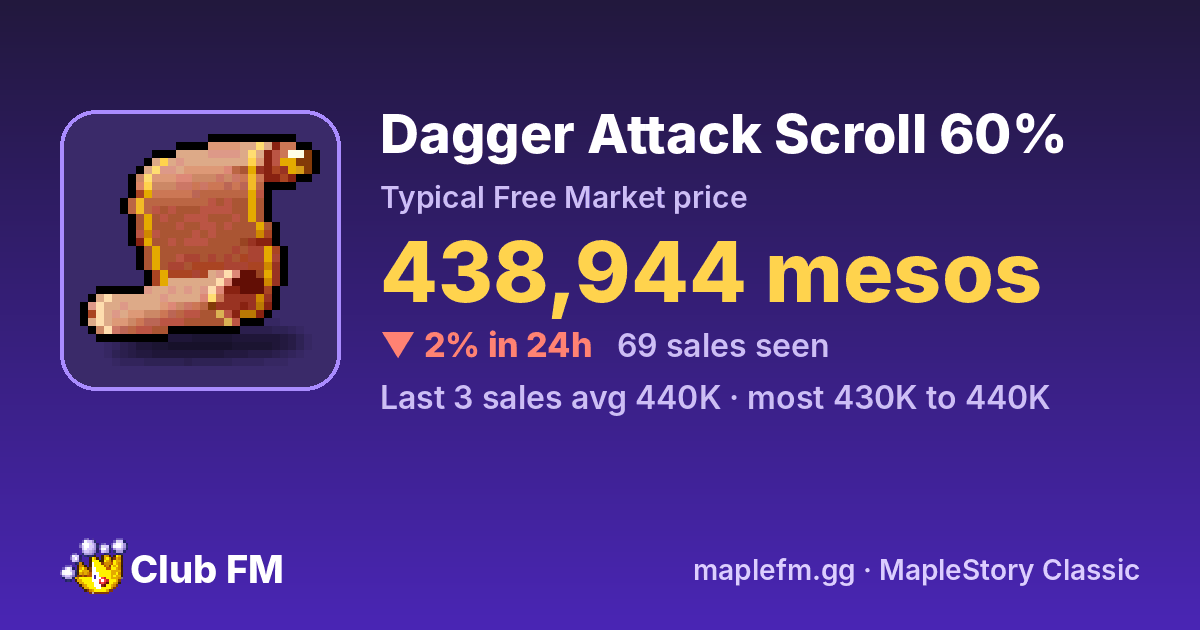 Dagger Attack Scroll 60%
Typical Free Market price
438,944 mesos
▼ 2% in 24h 69 sales seen
Last 3 sales avg 440K · most 430K to 440K
Club FM
maplefm.gg · MapleStory Classic